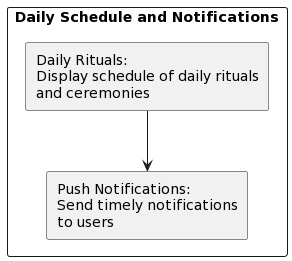 Daily Schedule and Notifications
Daily Rituals:
Display schedule of daily rituals
and ceremonies
Push Notifications:
Send timely notifications
to users